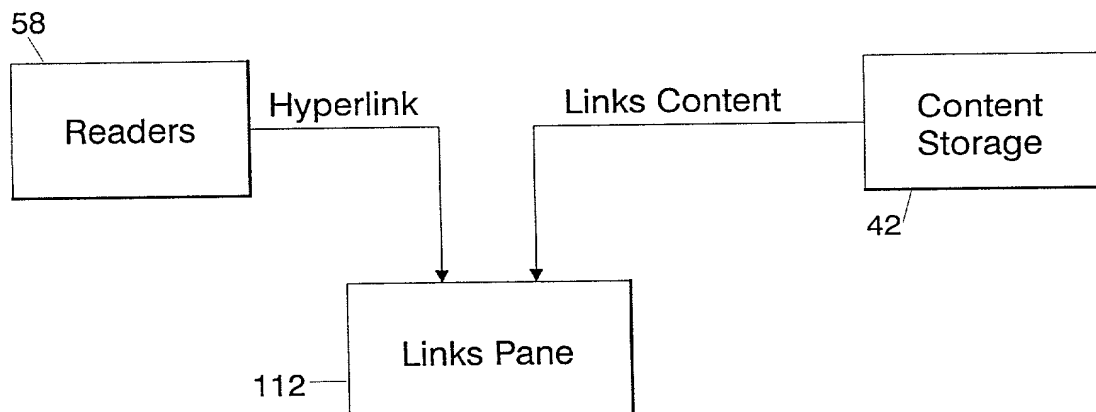 58
Readers
Hyperlink
Links Content
Content
Storage
42
Links Pane
112